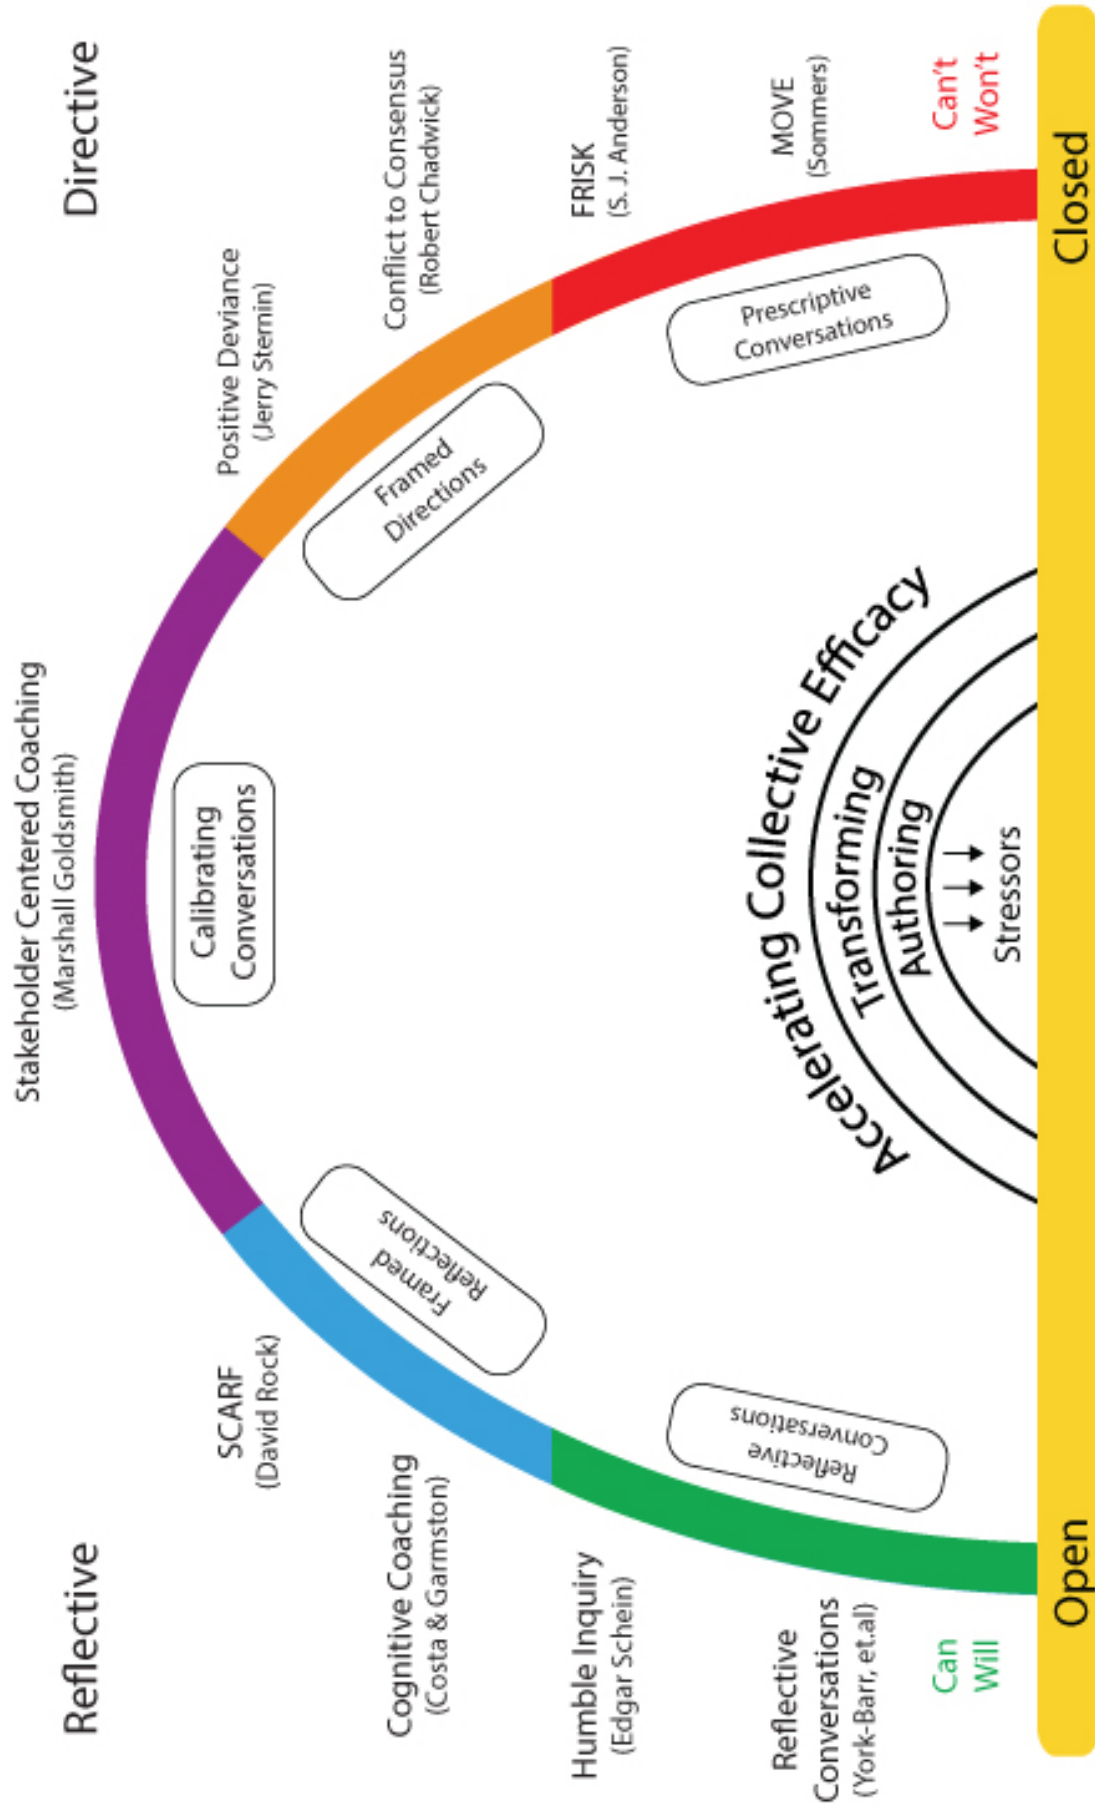 Reflective
Directive
Stakeholder Centered Coaching
(Marshall Goldsmith)
SCARF
(David Rock)
Positive Deviance
(Jerry Sternin)
Cognitive Coaching
(Costa & Garmston)
Conflict to Consensus
(Robert Chadwick)
Humble Inquiry
(Edgar Schein)
FRISK
(S. J. Anderson)
Reflective
Conversations
(York-Barr, et.al)
MOVE
(Sommers)
Can
Will
Can't
Won't
Calibrating
Conversations
Framed
Reflections
Framed
Directions
Reflective
Conversations
Prescriptive
Conversations
Accelerating Collective Efficacy
Transforming
Authoring
Stressors
Open
Closed